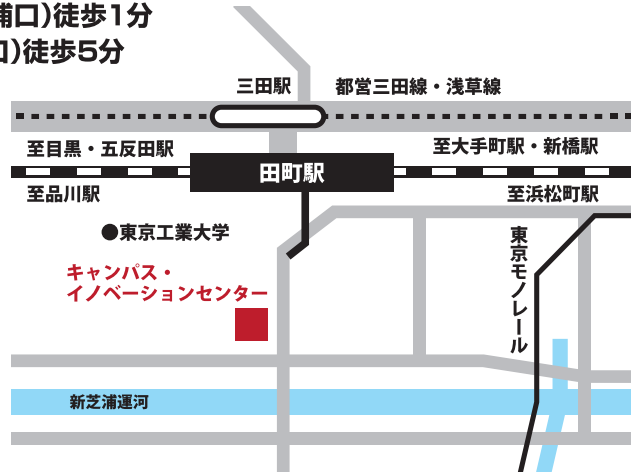 浦口)徒歩1分
口)徒歩5分
三田駅
都営三田線・浅草線
至目黒・五反田駅
至大手町駅・新橋駅
田町駅
至品川駅
至浜松町駅
●東京工業大学
東京モノレール
キャンパス・
イノベーションセンター
新芝浦運河